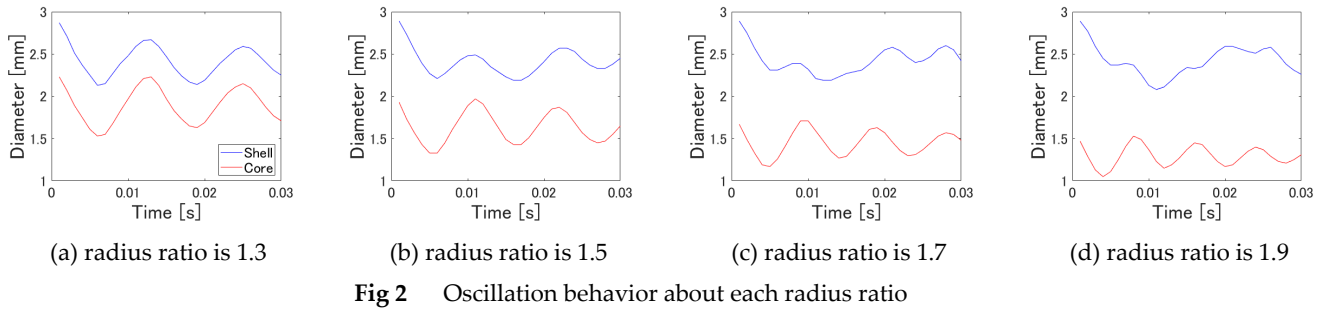 3
2.5
2
1.5
1
Diameter [mm]
Shell
Core
0
0.01
0.02
0.03
Time [s]
(a) radius ratio is 1.3
3
2.5
2
1.5
1
Diameter [mm]
0
0.01
0.02
0.03
Time [s]
(b) radius ratio is 1.5
3
2.5
2
1.5
1
Diameter [mm]
0
0.01
0.02
0.03
Time [s]
(c) radius ratio is 1.7
3
2.5
2
1.5
1
Diameter [mm]
0
0.01
0.02
0.03
Time [s]
(d) radius ratio is 1.9
Fig 2 Oscillation behavior about each radius ratio